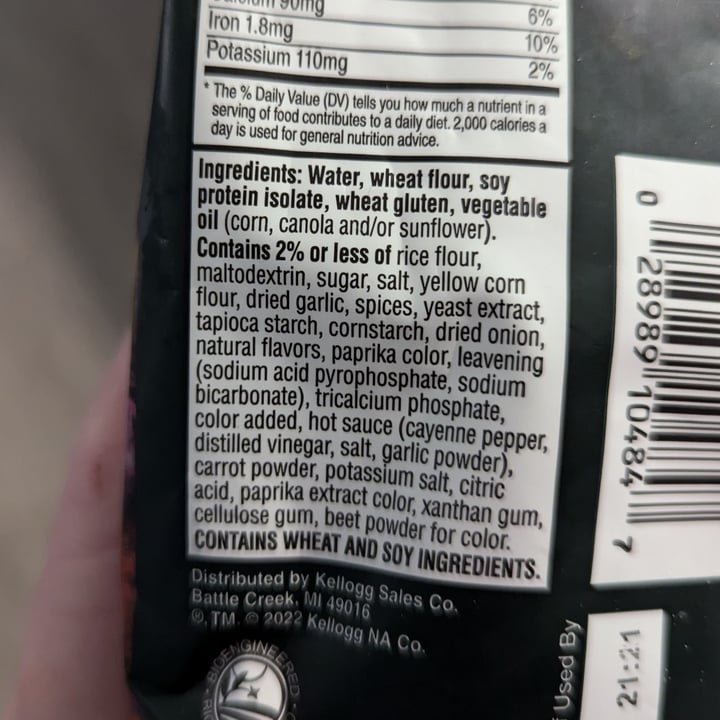 90mg 6%
Iron 1.8mg 10%
Potassium 110mg 2%
* The % Daily Value (DV) tells you how much a nutrient in a
serving of food contributes to a daily diet. 2,000 calories a
day is used for general nutrition advice.
Ingredients: Water, wheat flour, soy
protein isolate, wheat gluten, vegetable
oil (corn, canola and/or sunflower).
Contains 2% or less of rice flour,
maltodextrin, sugar, salt, yellow corn
flour, dried garlic, spices, yeast extract,
tapioca starch, cornstarch, dried onion,
natural flavors, paprika color, leavening
(sodium acid pyrophosphate, sodium
bicarbonate), tricalcium phosphate,
color added, hot sauce (cayenne pepper,
distilled vinegar, salt, garlic powder),
carrot powder, potassium salt, citric
acid, paprika extract color, xanthan gum,
cellulose gum, beet powder for color.
CONTAINS WHEAT AND SOY INGREDIENTS.
Distributed by Kellogg Sales Co.
Battle Creek, MI 49016
®, TM, © 2022 Kellogg NA Co.
BIOENGINEERED
0 28989 10484 7
Used By
21:21